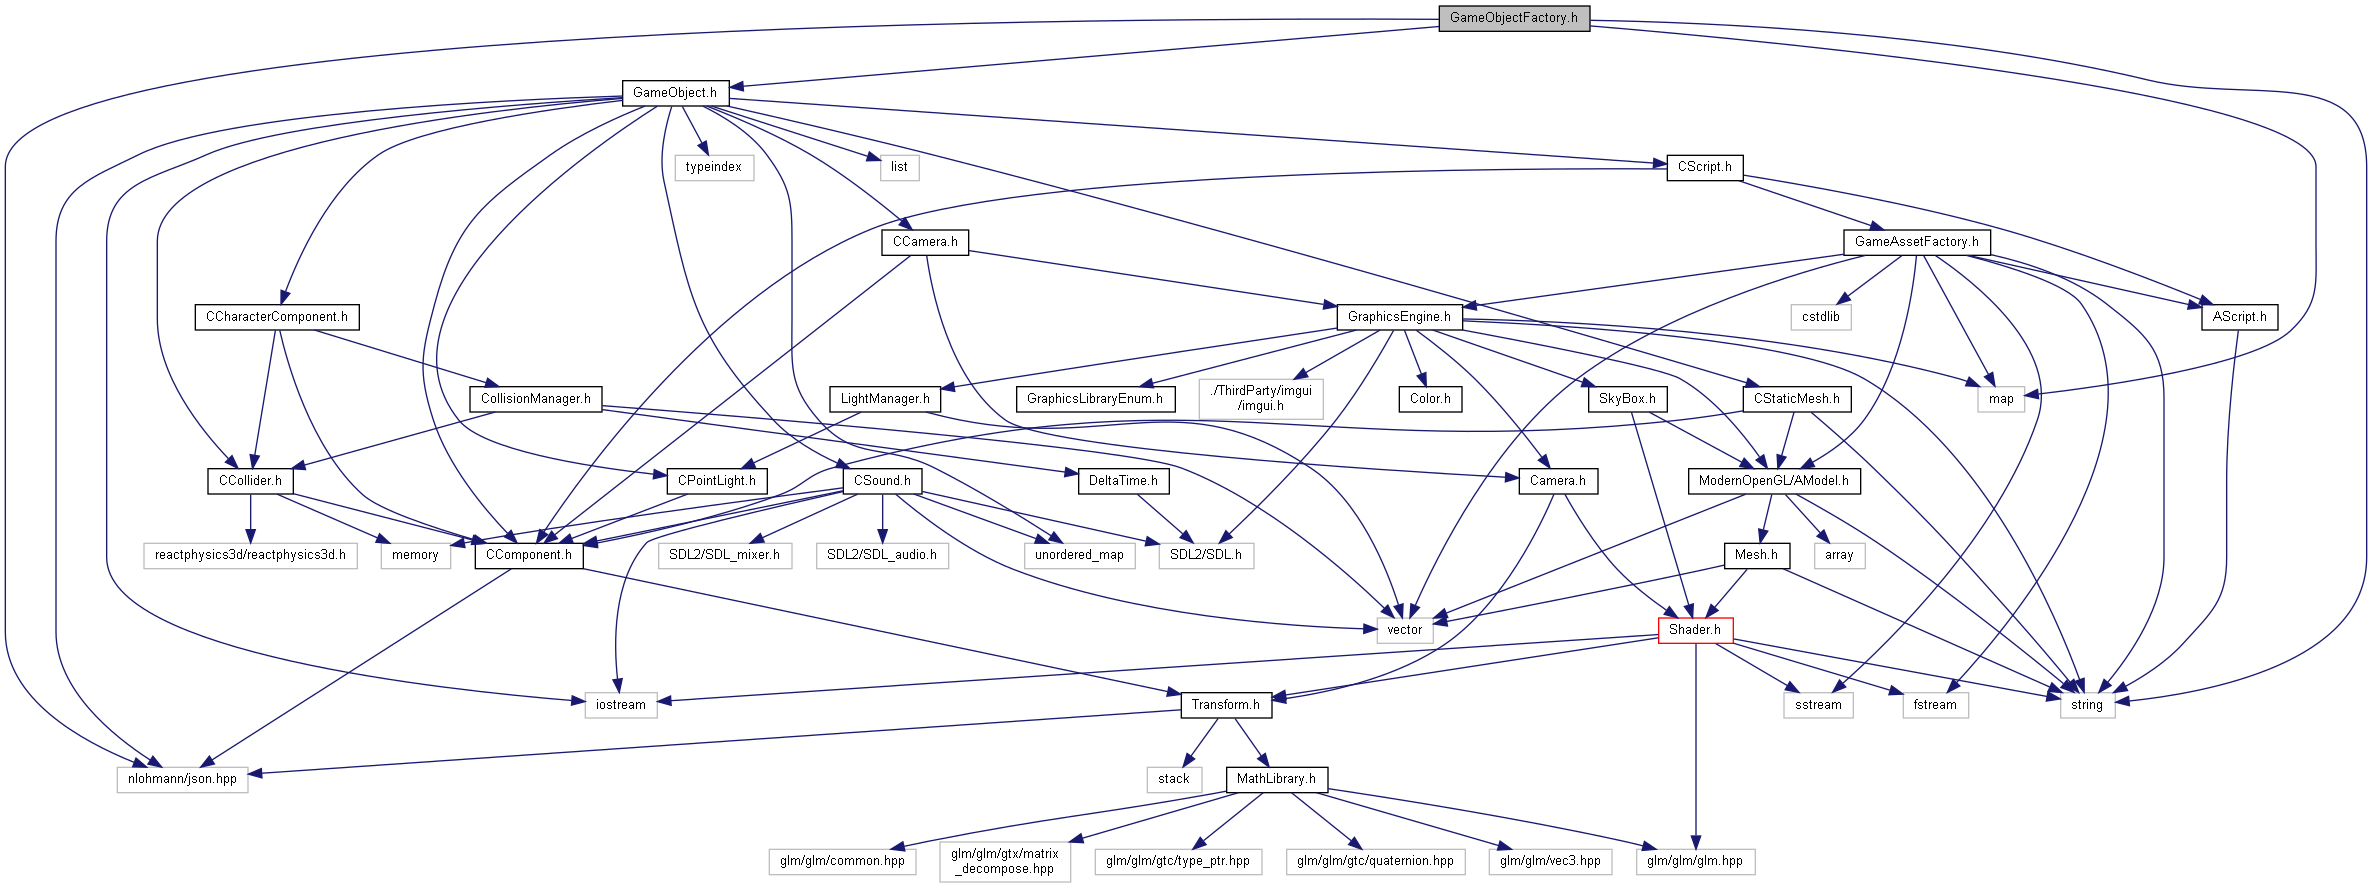 GameObjectFactory.h
GameObject.h
typeindex
list
CScript.h
CCamera.h
GameAssetFactory.h
CCharacterComponent.h
GraphicsEngine.h
cstdlib
AScript.h
CollisionManager.h
LightManager.h
GraphicsLibraryEnum.h
./ThirdParty/imgui
/imgui.h
Color.h
SkyBox.h
CStaticMesh.h
map
CCollider.h
CPointLight.h
CSound.h
DeltaTime.h
Camera.h
ModernOpenGL/AModel.h
reactphysics3d/reactphysics3d.h
memory
CComponent.h
SDL2/SDL_mixer.h
SDL2/SDL_audio.h
unordered_map
SDL2/SDL.h
Mesh.h
array
vector
Shader.h
iostream
Transform.h
sstream
fstream
string
nlohmann/json.hpp
stack
MathLibrary.h
glm/glm/common.hpp
glm/glm/gtx/matrix
_decompose.hpp
glm/glm/gtc/type_ptr.hpp
glm/glm/gtc/quaternion.hpp
glm/glm/vec3.hpp
glm/glm/glm.hpp